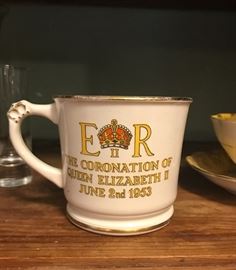 E R
II
THE CORONATION OF
QUEEN ELIZABETH II
JUNE 2nd 1953